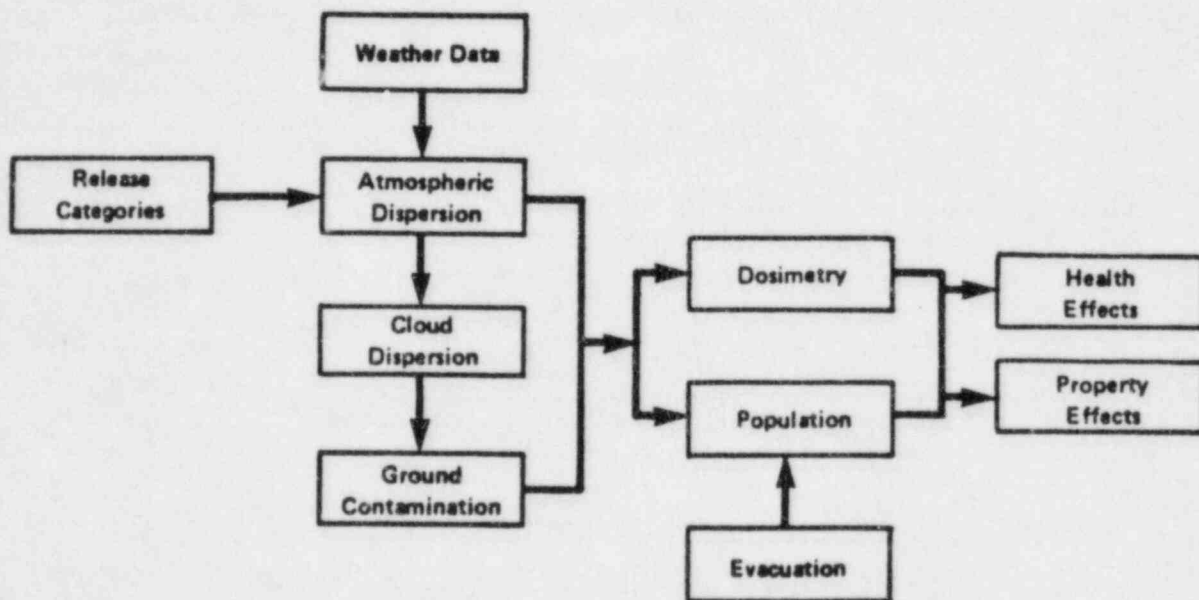 Weather Data
Release
Categories
Atmospheric
Dispersion
Cloud
Dispersion
Ground
Contamination
Dosimetry
Population
Evacuation
Health
Effects
Property
Effects